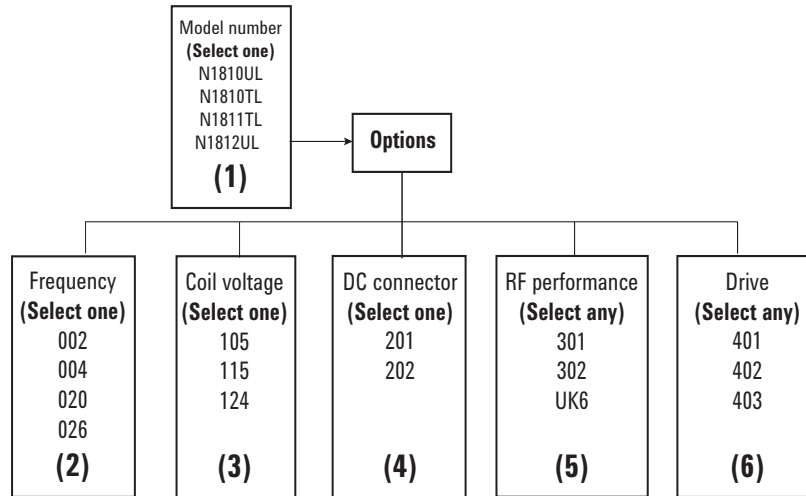 Model number
(Select one)
N1810UL
N1810TL
N1811TL
N1812UL
(1)
Options
Frequency
(Select one)
002
004
020
026
(2)
Coil voltage
(Select one)
105
115
124
(3)
DC connector
(Select one)
201
202
(4)
RF performance
(Select any)
301
302
UK6
(5)
Drive
(Select any)
401
402
403
(6)